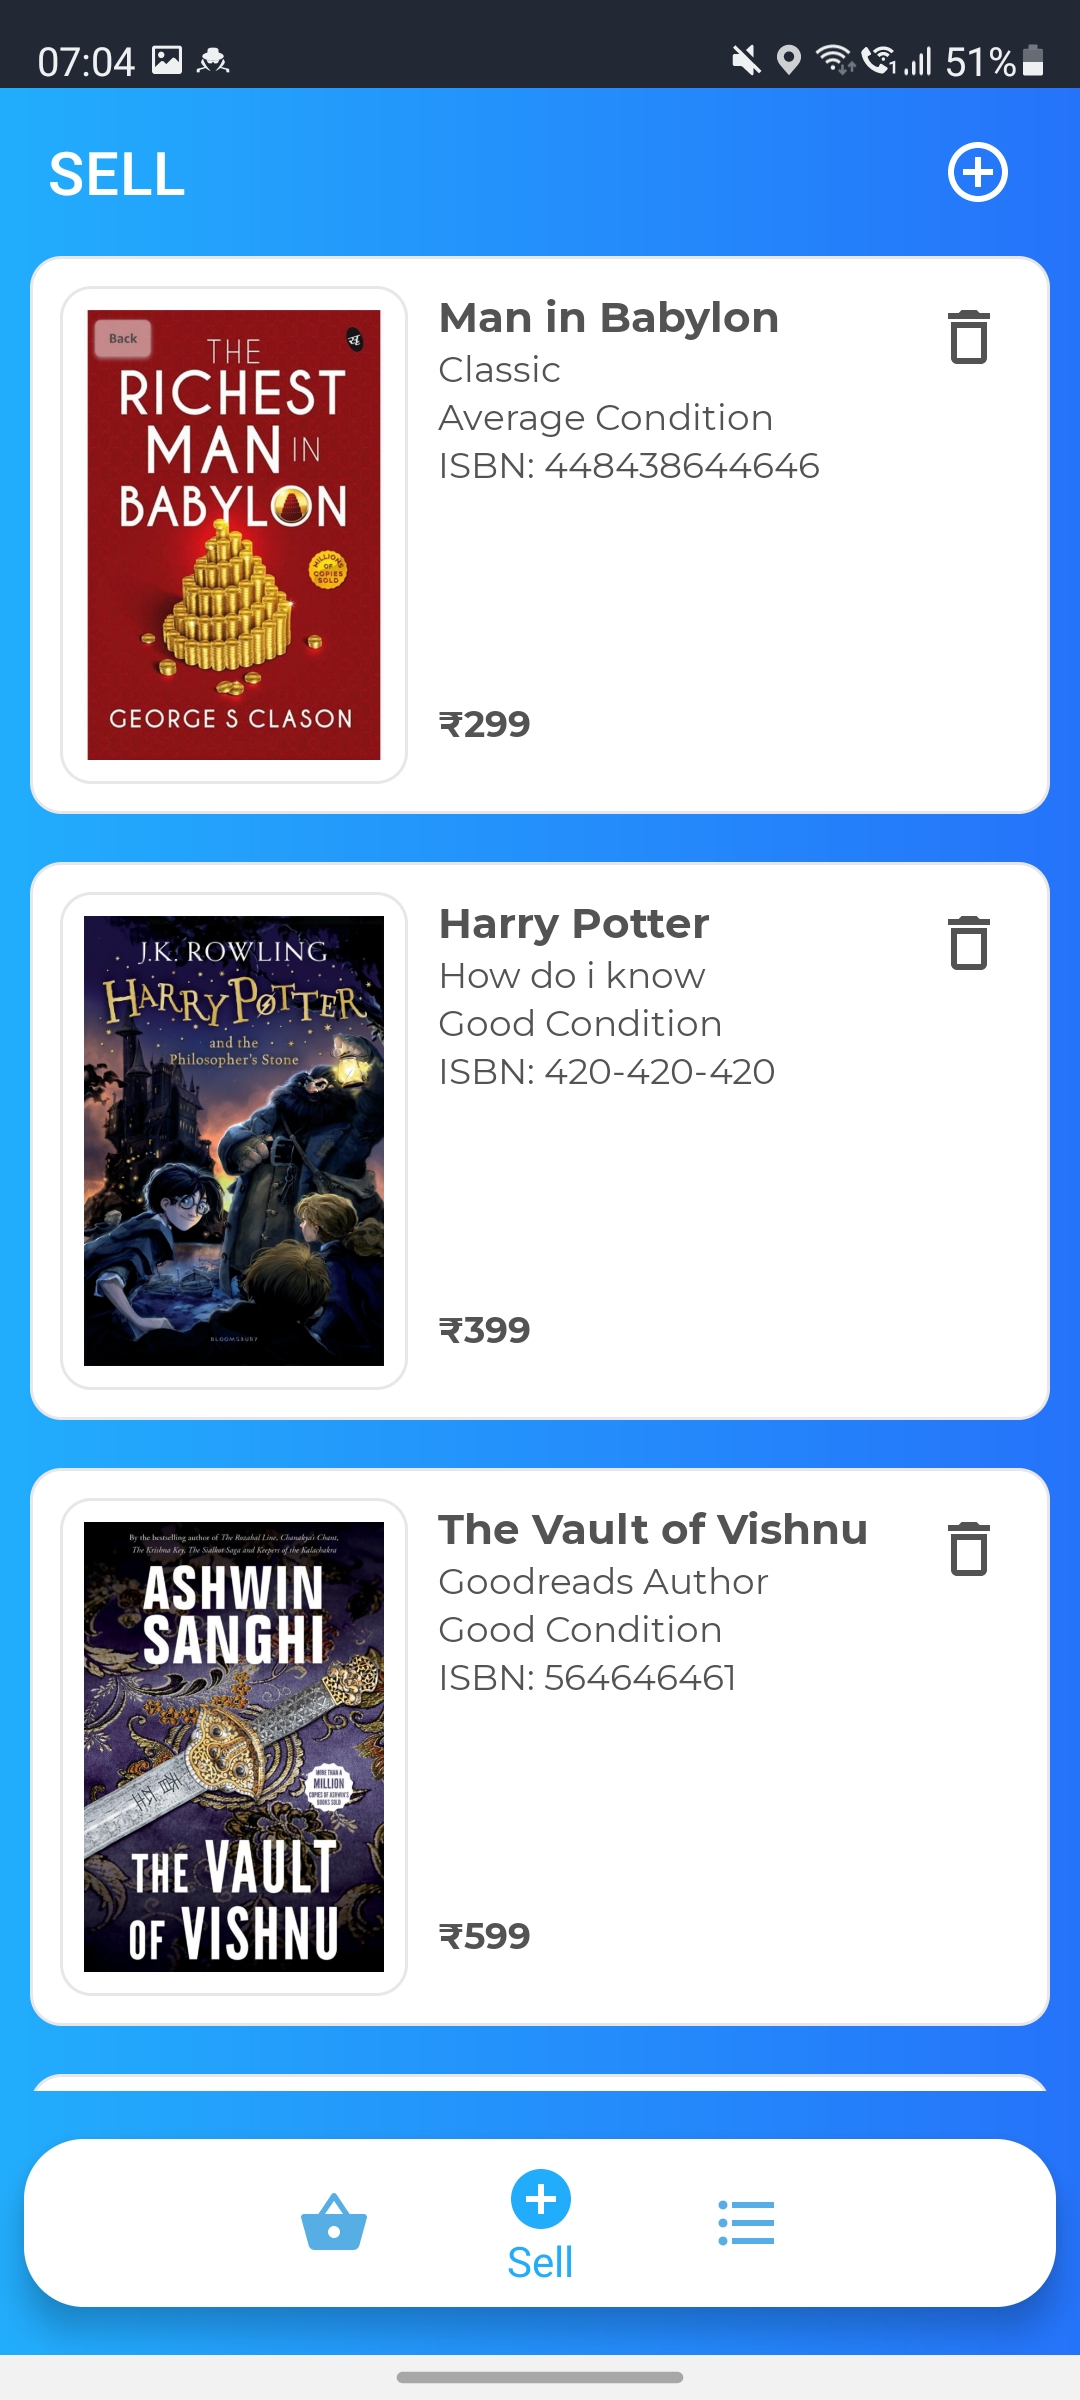 07:04
51%
SELL
Back
THE
RICHEST
MAN IN
BABYLON
MILLIONS
OF
COPIES
SOLD
GEORGE S CLASON
Man in Babylon
Classic
Average Condition
ISBN: 448438644646
₹299
J.K. ROWLING
HARRY POTTER
and the
Philosopher's Stone
BLOOMSBURY
Harry Potter
How do i know
Good Condition
ISBN: 420-420-420
₹399
By the bestselling author of The Rozabal Line, Chanakya's Chant,
The Krishna Key, The Sialkot Saga and Keepers of the Kalachakra
ASHWIN
SANGHI
MORE THAN A
MILLION
COPIES OF ASHWIN'S
BOOKS SOLD
THE VAULT
OF VISHNU
The Vault of Vishnu
Goodreads Author
Good Condition
ISBN: 564646461
₹599
Sell